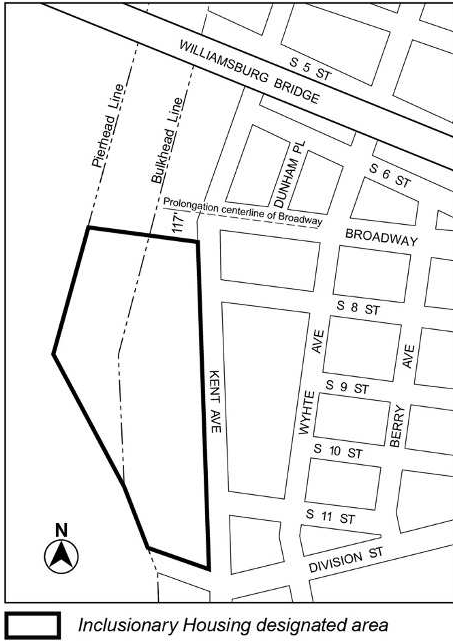 S 5 ST
WILLIAMSBURG BRIDGE
Pierhead Line
Bulkhead Line
DUNHAM PL
S 6 ST
Prolongation centerline of Broadway
117'
BROADWAY
S 8 ST
KENT AVE
WYHTE AVE
BERRY AVE
S 9 ST
S 10 ST
S 11 ST
DIVISION ST
N
Inclusionary Housing designated area